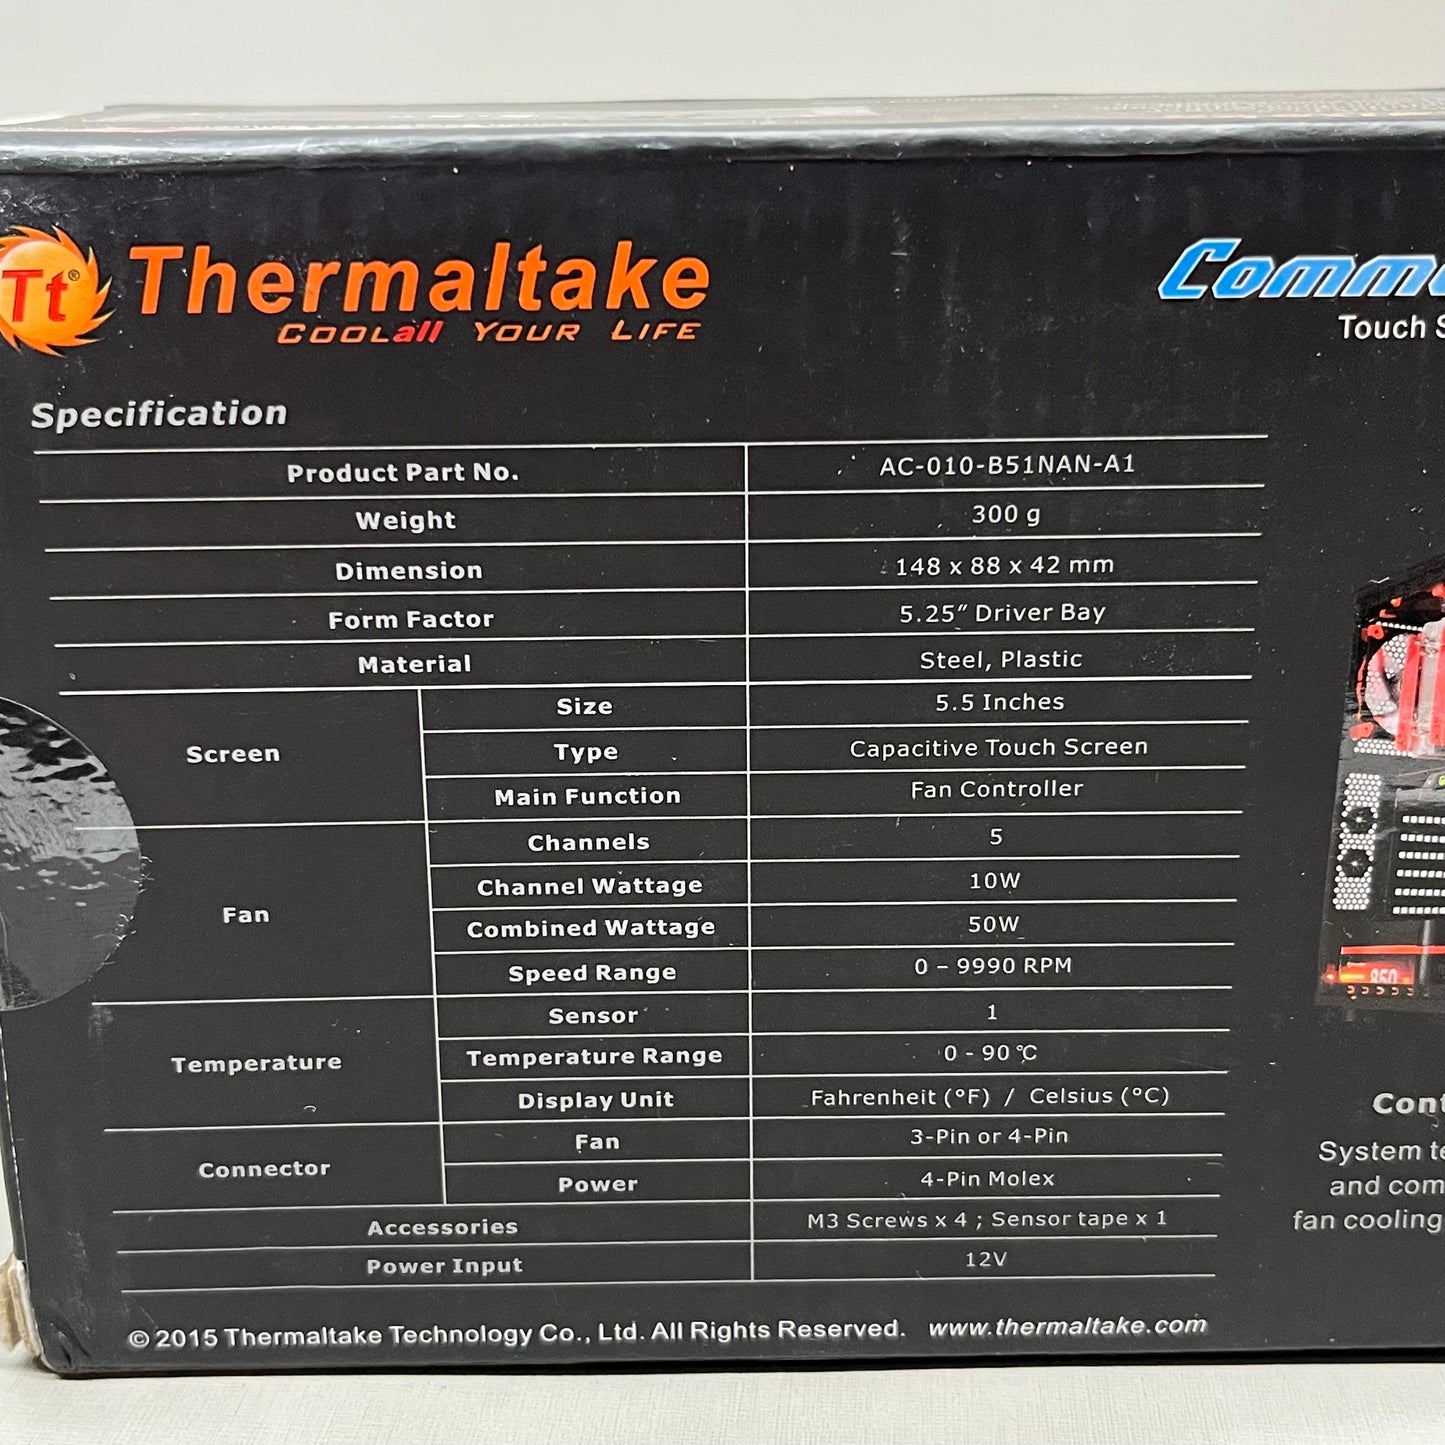 Tt®
Thermaltake
COOLall YOUR LIFE
Touch
Specification
Product Part No. AC-010-B51NAN-A1
Weight 300 g
Dimension 148 x 88 x 42 mm
Form Factor 5.25" Driver Bay
Material Steel, Plastic
Screen
Size 5.5 Inches
Type Capacitive Touch Screen
Main Function Fan Controller
Fan
Channels 5
Channel Wattage 10W
Combined Wattage 50W
Speed Range 0 – 9990 RPM
Temperature
Sensor 1
Temperature Range 0 - 90 °C
Display Unit Fahrenheit (°F) / Celsius (°C)
Connector
Fan 3-Pin or 4-Pin
Power 4-Pin Molex
Accessories M3 Screws x 4 ; Sensor tape x 1
Power Input 12V
System
and
fan cooling
© 2015 Thermaltake Technology Co., Ltd. All Rights Reserved. www.thermaltake.com